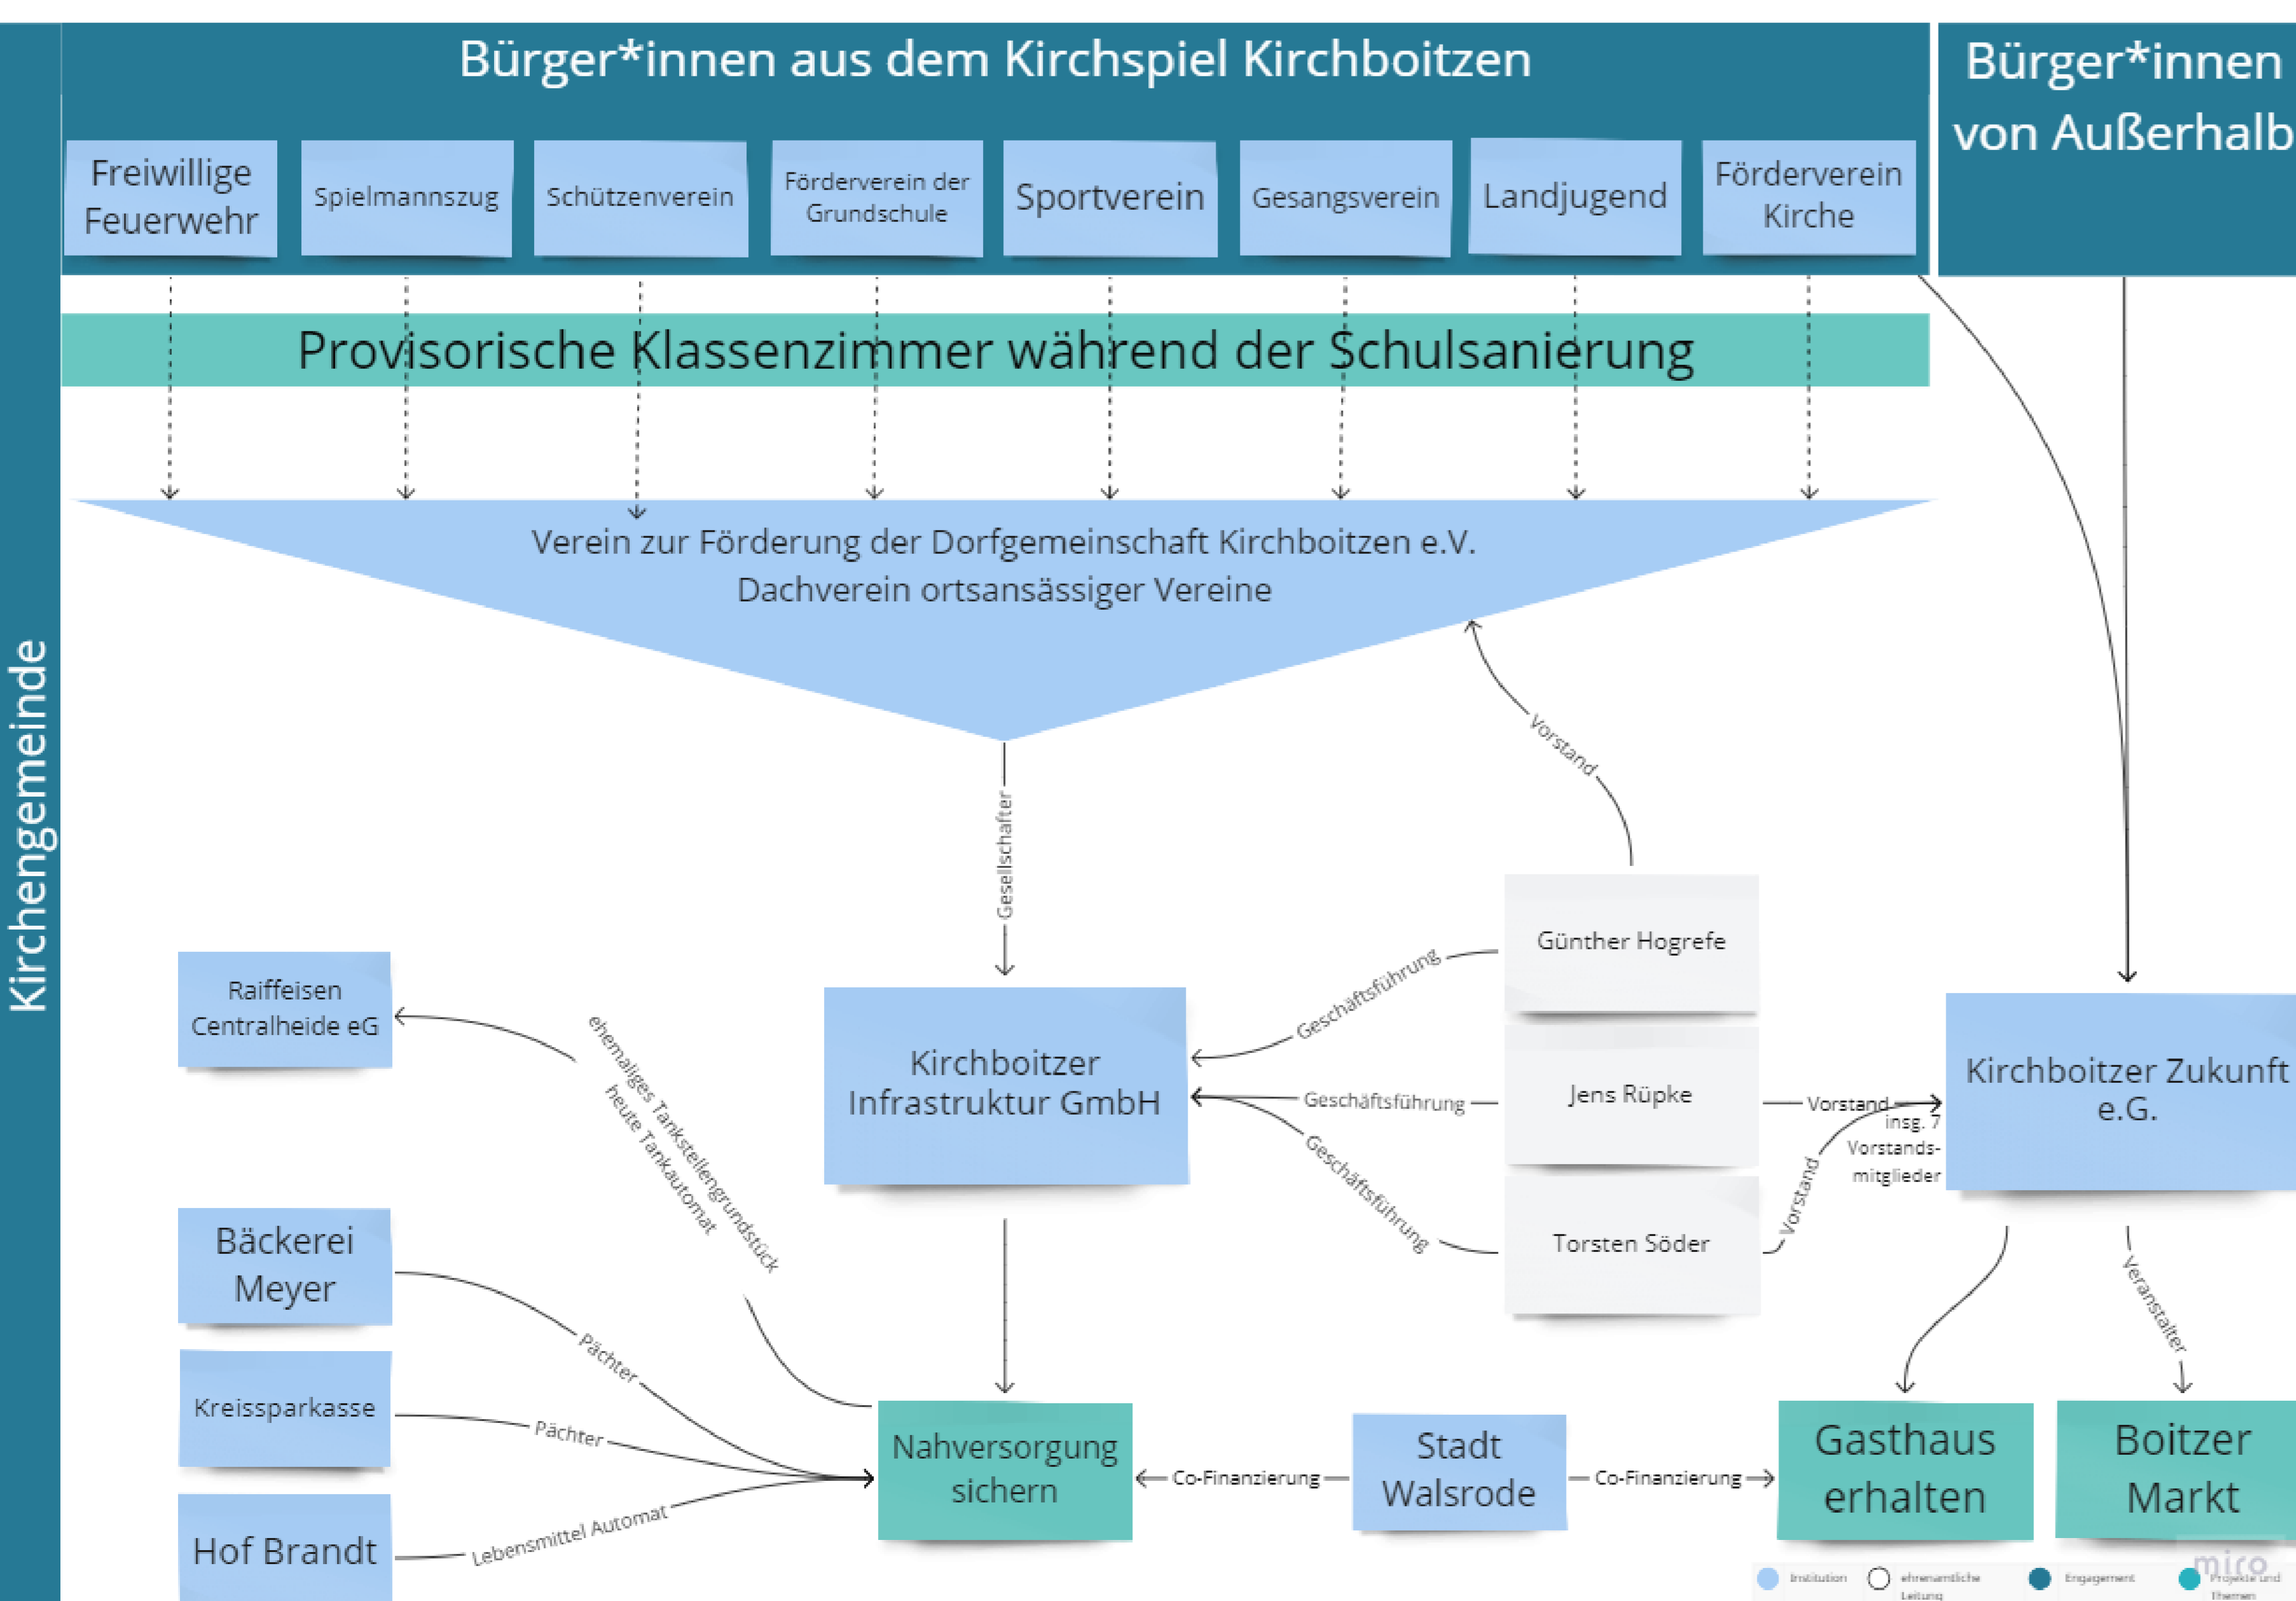 Bürger*innen aus dem Kirchspiel Kirchboitzen
Bürger*innen
von Außerhalb
Freiwillige
Feuerwehr
Spielmannszug
Schützenverein
Förderverein der
Grundschule
Sportverein
Gesangsverein
Landjugend
Förderverein
Kirche
Provisorische Klassenzimmer während der Schulsanierung
Verein zur Förderung der Dorfgemeinschaft Kirchboitzen e.V.
Dachverein ortsansässiger Vereine
Kirchengemeinde
Vorstand
Gesellschafter
Günther Hogrefe
Geschäftsführung
Raiffeisen
Centralheide eG
ehemaliges Tankstellengrundstück
heute Tankautomat
Kirchboitzer
Infrastruktur GmbH
Geschäftsführung
Jens Rüpke
Vorstand
insg. 7
Vorstands-
mitglieder
Kirchboitzer Zukunft
e.G.
Geschäftsführung
Torsten Söder
Vorstand
Bäckerei
Meyer
Pächter
Veranstalter
Kreissparkasse
Pächter
Hof Brandt
Lebensmittel Automat
Nahversorgung
sichern
Co-Finanzierung
Stadt
Walsrode
Co-Finanzierung
Gasthaus
erhalten
Boitzer
Markt
miro
Institution
ehrenamtliche
Leitung
Engagement
Projekte und
Themen